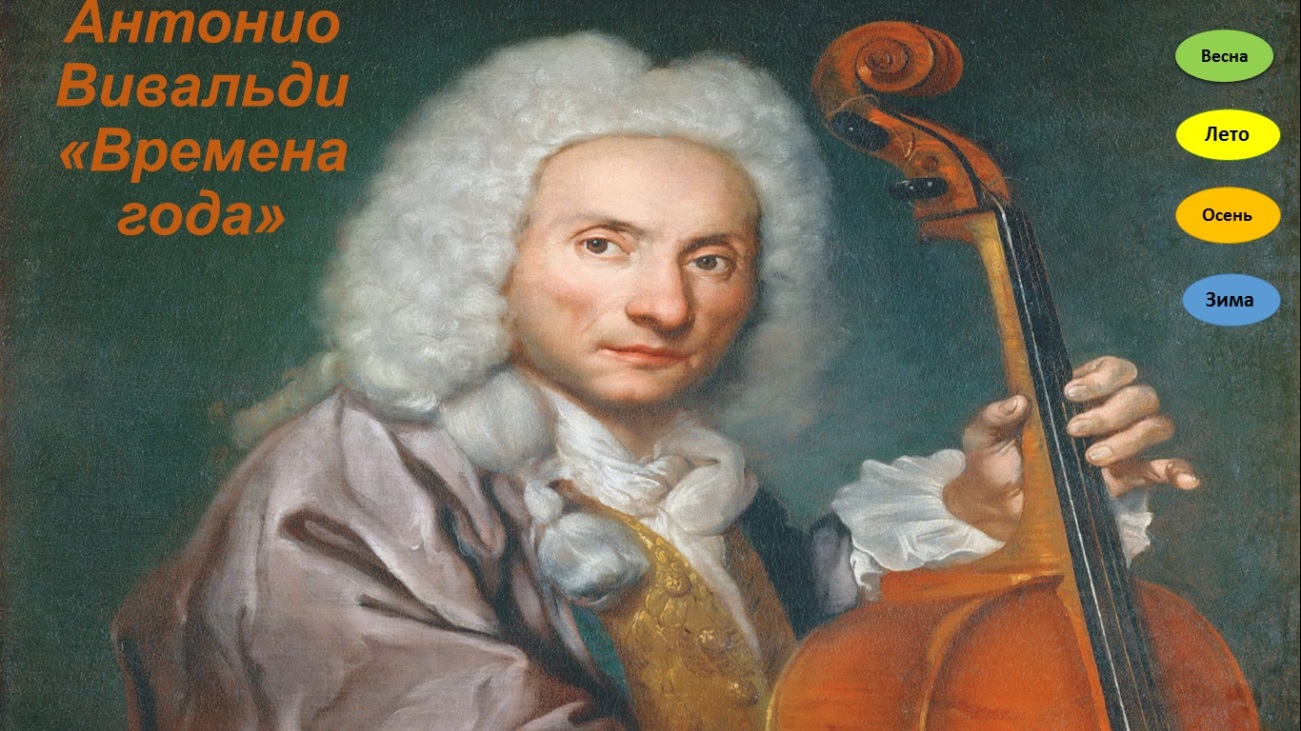 Антонио
Вивальди
«Времена
года»
Весна
Лето
Осень
Зима